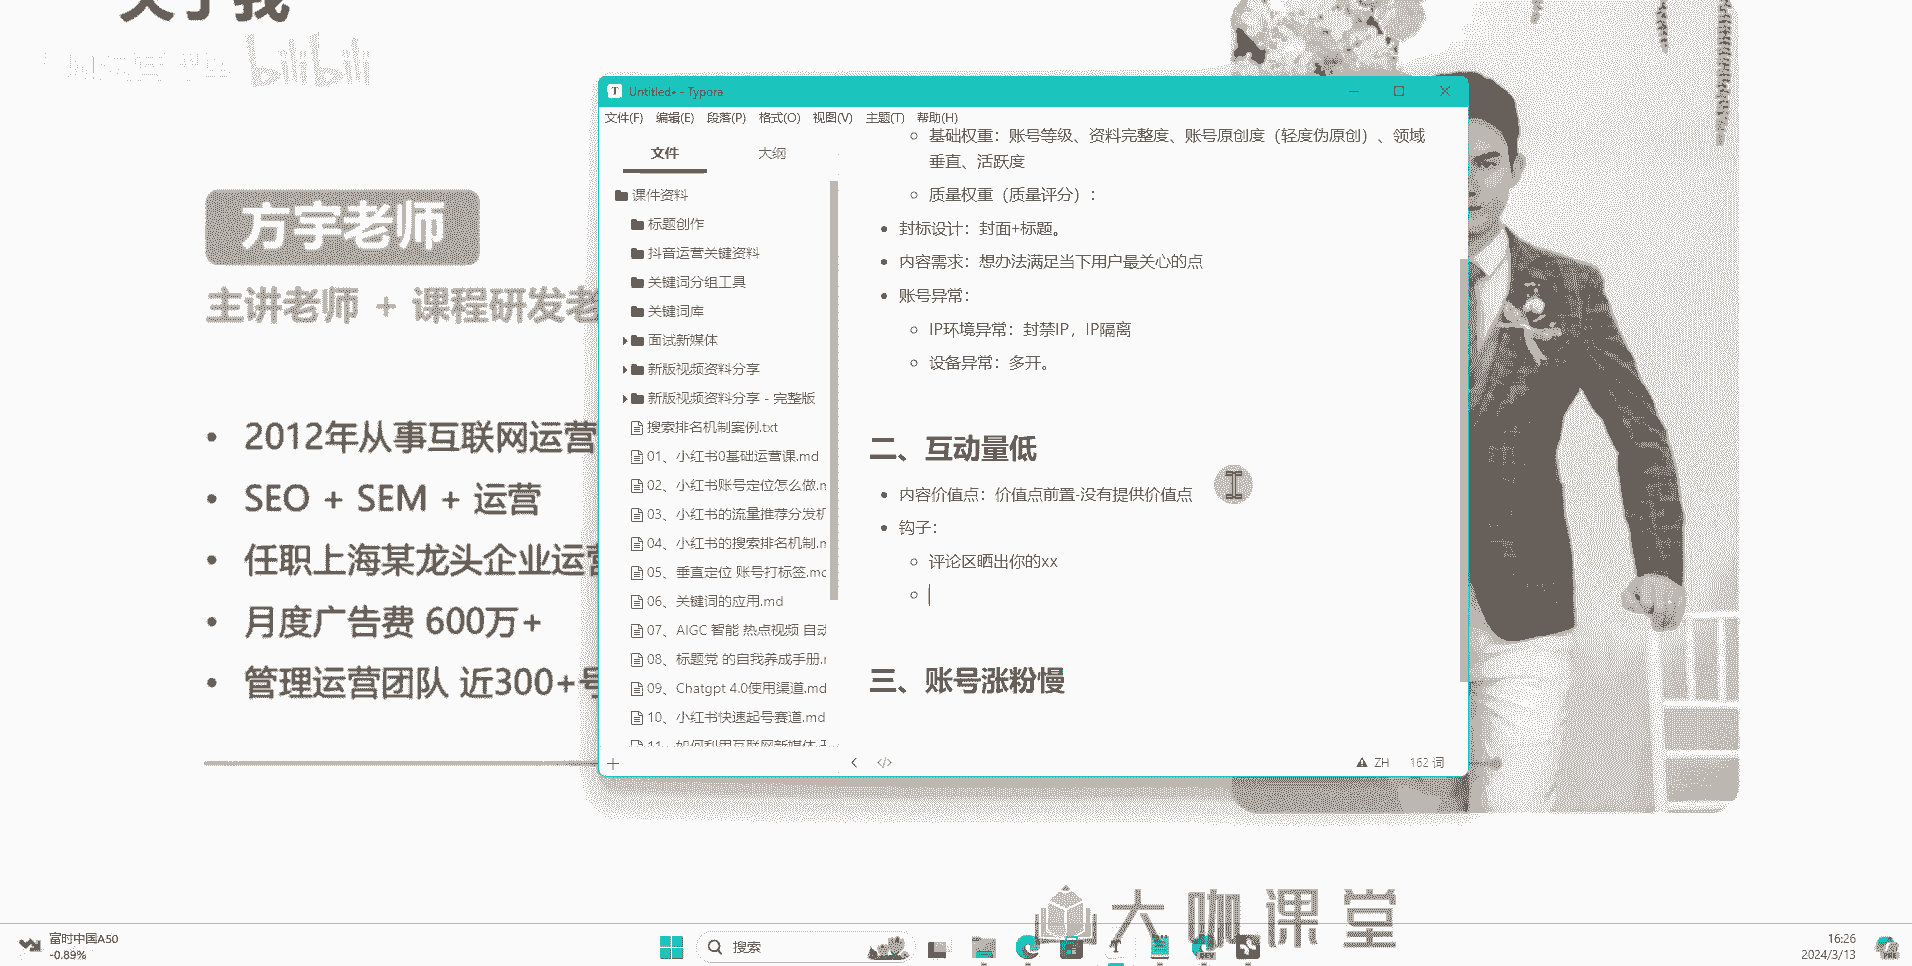 关于我
bilibili
方宇老师
主讲老师 + 课程研发老
2012年从事互联网运营
SEO + SEM + 运营
任职上海某龙头企业运营
月度广告费 600万+
管理运营团队 近300+号
Untitled• - Typora
文件(F) 编辑(E) 段落(P) 格式(O) 视图(V) 主题(T) 帮助(H)
文件 大纲
课件资料
标题创作
抖音运营关键资料
关键词分组工具
关键词库
面试新媒体
新版视频资料分享
新版视频资料分享 - 完整版
搜索排名机制案例.txt
01、小红书0基础运营课.md
02、小红书账号定位怎么做.m
03、小红书的流量推荐分发机
04、小红书的搜索排名机制.m
05、垂直定位 账号打标签.md
06、关键词的应用.md
07、AIGC 智能 热点视频 自动
08、标题党 的自我养成手册.m
09、Chatgpt 4.0使用渠道.md
10、小红书快速起号赛道.md
11、如何利用互联网新媒体-
基础权重：账号等级、资料完整度、账号原创度（轻度伪原创）、领域
垂直、活跃度
质量权重（质量评分）：
封标设计：封面+标题。
内容需求：想办法满足当下用户最关心的点
账号异常：
IP环境异常：封禁IP，IP隔离
设备异常：多开。
二、互动量低
内容价值点：价值点前置-没有提供价值点
钩子：
评论区晒出你的xx
三、账号涨粉慢
</> ZH 162 词
大咖课堂
富时中国A50
-0.89%
搜索
DEV
PRE
16:26
2024/3/13